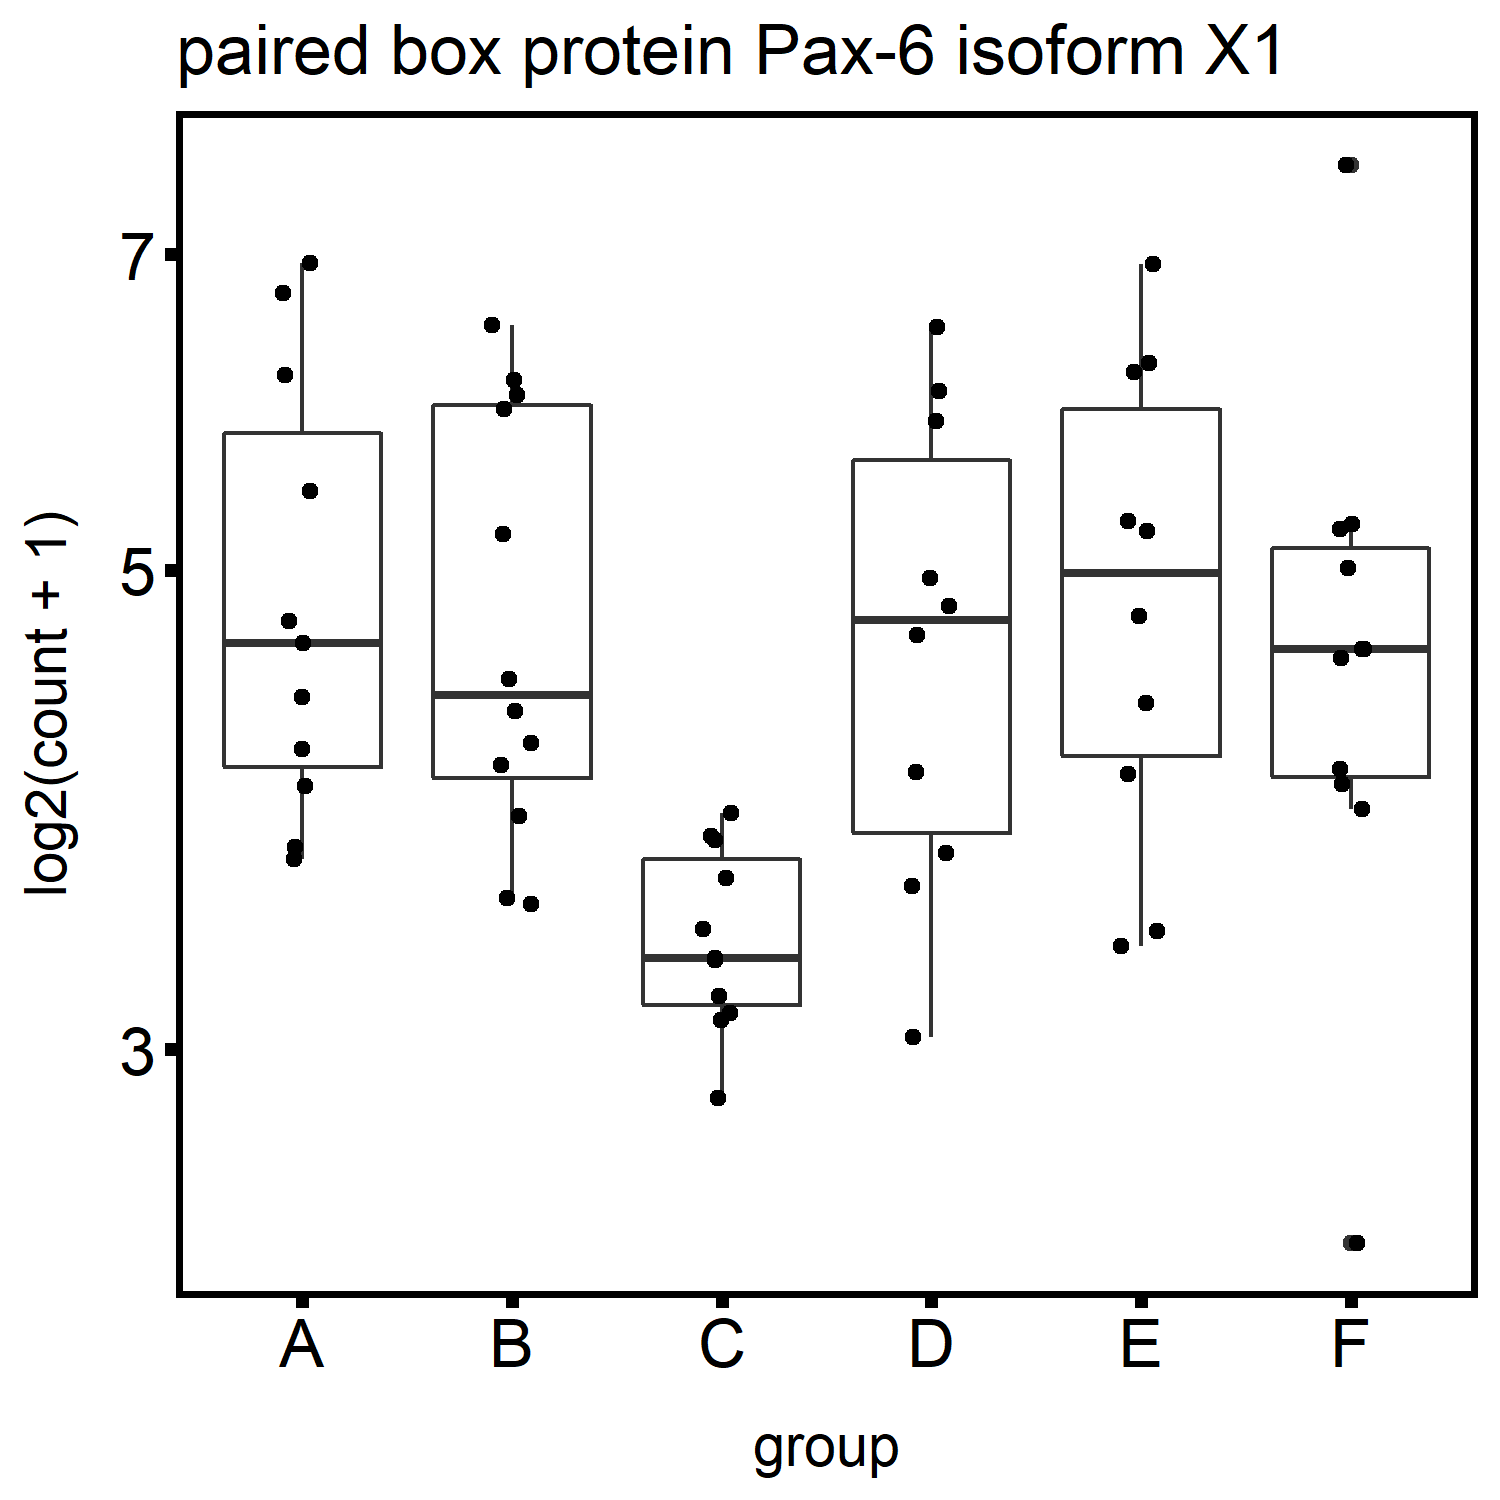 paired box protein Pax-6 isoform X1
log2(count + 1)
7
5
3
A B C D E F
group